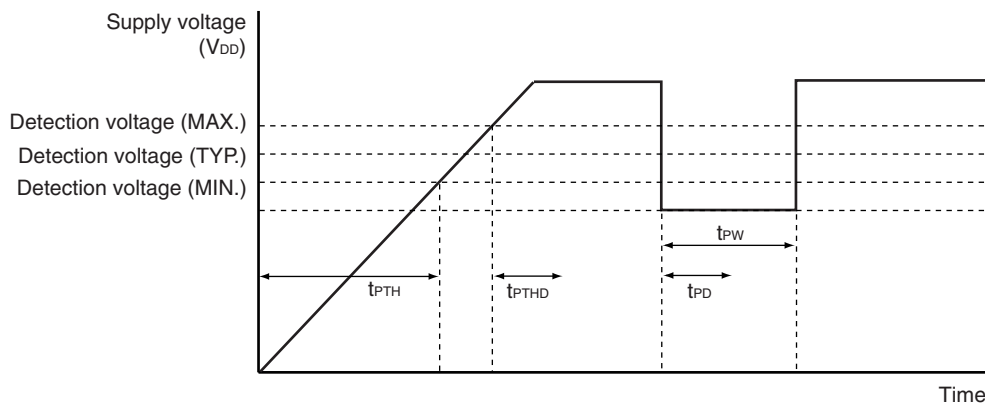 Supply voltage
(VDD)
Detection voltage (MAX.)
Detection voltage (TYP.)
Detection voltage (MIN.)
tPW
tPTH
tPTHD
tPD
Time